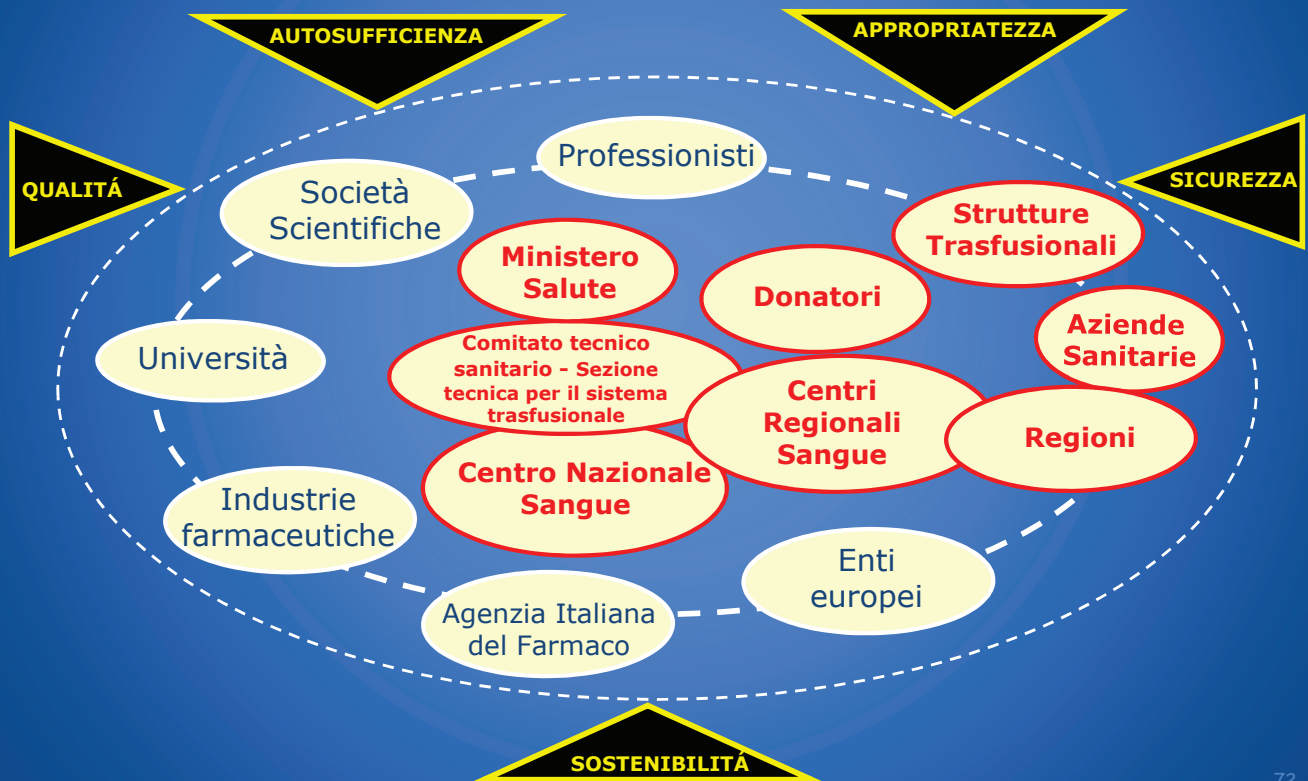 AUTOSUFFICIENZA
APPROPRIATEZZA
QUALITÁ
SICUREZZA
Professionisti
Società
Scientifiche
Strutture
Trasfusionali
Ministero
Salute
Donatori
Aziende
Sanitarie
Università
Comitato tecnico
sanitario - Sezione
tecnica per il sistema
trasfusionale
Centri
Regionali
Sangue
Regioni
Centro Nazionale
Sangue
Industrie
farmaceutiche
Enti
europei
Agenzia Italiana
del Farmaco
SOSTENIBILITÁ
72